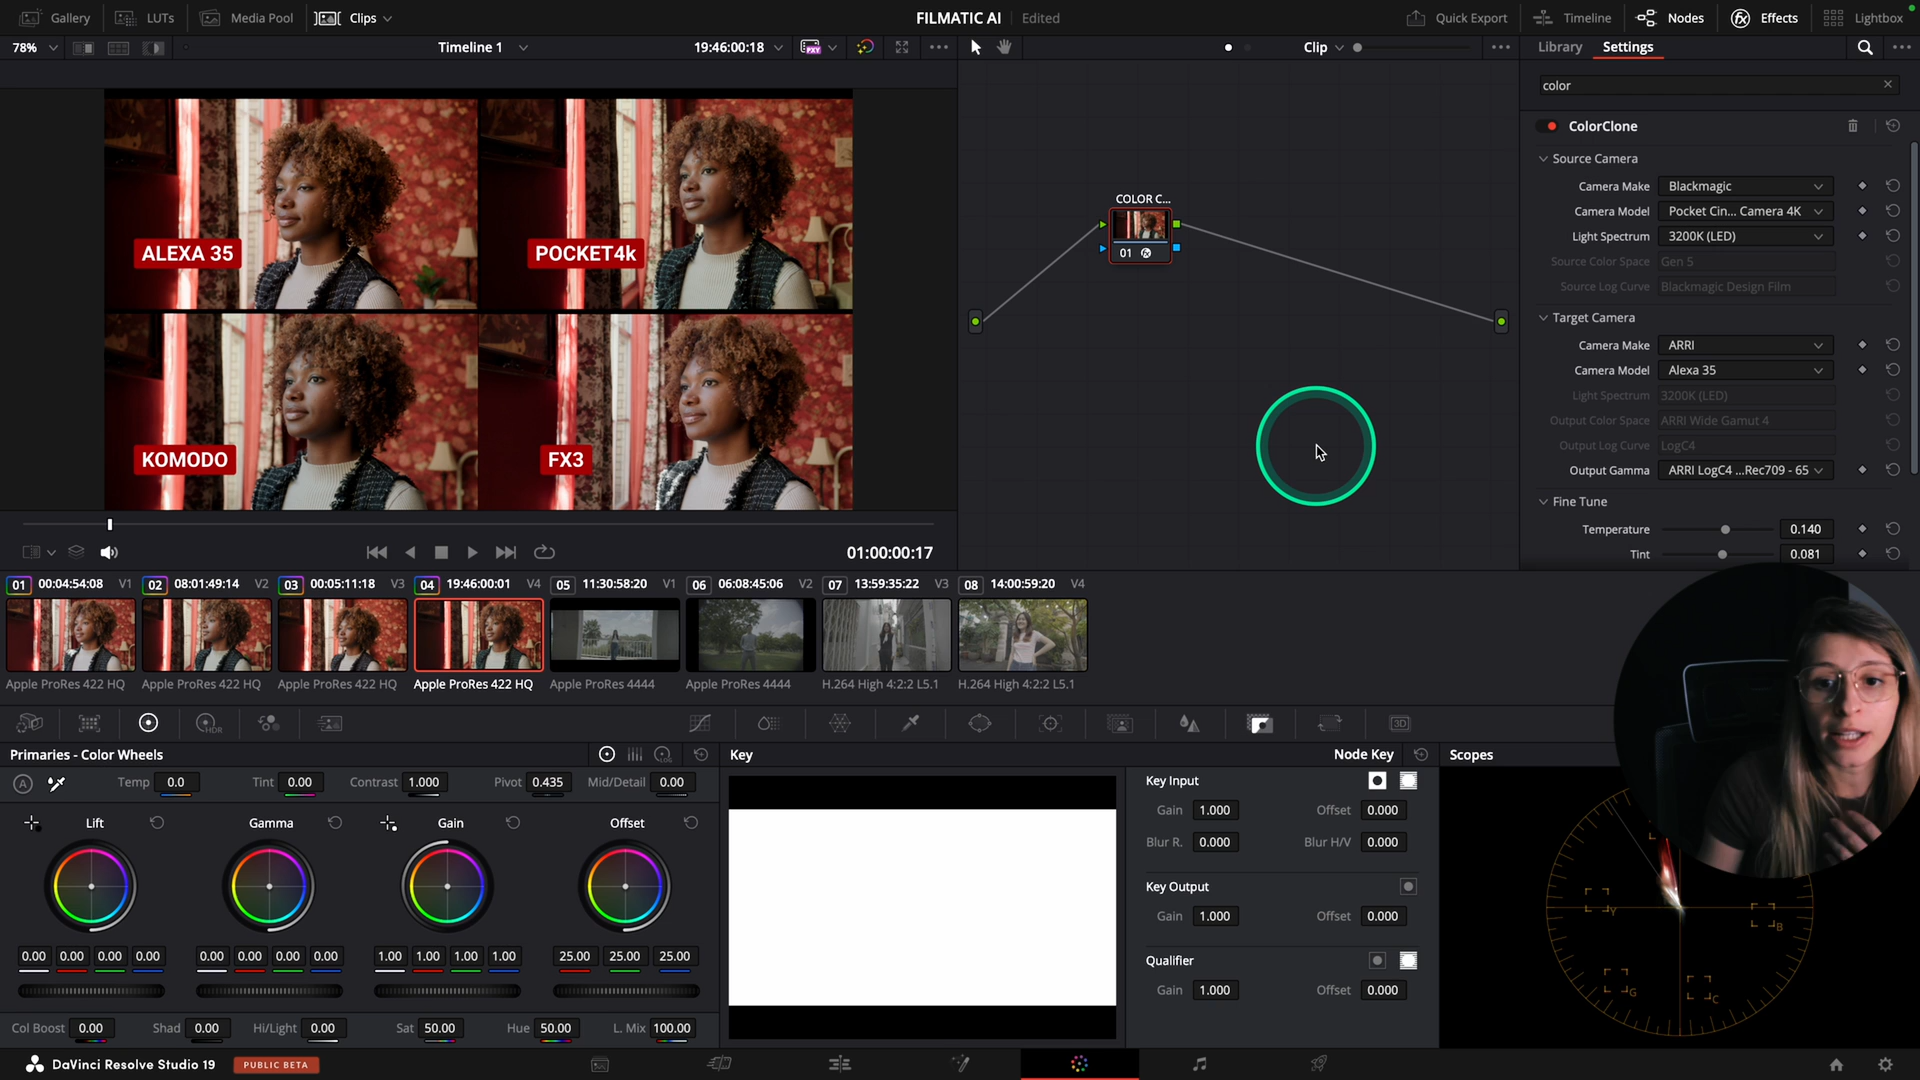 Gallery LUTs Media Pool Clips FILMATIC AI Edited Quick Export Timeline Nodes Effects Lightbox
78% Timeline 1 19:46:00:18 PXY Clip Library Settings
color
ColorClone
Source Camera
Camera Make Blackmagic
Camera Model Pocket Cin... Camera 4K
Light Spectrum 3200K (LED)
Source Color Space Gen 5
Source Log Curve Blackmagic Design Film
Target Camera
Camera Make ARRI
Camera Model Alexa 35
Light Spectrum 3200K (LED)
Output Color Space ARRI Wide Gamut 4
Output Log Curve LogC4
Output Gamma ARRI LogC4 ...Rec709 - 65
Fine Tune
Temperature 0.140
Tint 0.081
COLOR C...
01
ALEXA 35
POCKET4k
KOMODO
FX3
01:00:00:17
01 00:04:54:08 V1 02 08:01:49:14 V2 03 00:05:11:18 V3 04 19:46:00:01 V4 05 11:30:58:20 V1 06 06:08:45:06 V2 07 13:59:35:22 V3 08 14:00:59:20 V4
Apple ProRes 422 HQ Apple ProRes 422 HQ Apple ProRes 422 HQ Apple ProRes 422 HQ Apple ProRes 4444 Apple ProRes 4444 H.264 High 4:2:2 L5.1 H.264 High 4:2:2 L5.1
HDR 3D
Primaries - Color Wheels LOG Key Node Key Scopes
A Temp 0.0 Tint 0.00 Contrast 1.000 Pivot 0.435 Mid/Detail 0.00
Lift Gamma Gain Offset
0.00 0.00 0.00 0.00 0.00 0.00 0.00 0.00 1.00 1.00 1.00 1.00 25.00 25.00 25.00
Col Boost 0.00 Shad 0.00 Hi/Light 0.00 Sat 50.00 Hue 50.00 L. Mix 100.00
Key Input
Gain 1.000 Offset 0.000
Blur R. 0.000 Blur H/V 0.000
Key Output
Gain 1.000 Offset 0.000
Qualifier
Gain 1.000 Offset 0.000
Y
B
G
C
DaVinci Resolve Studio 19 PUBLIC BETA